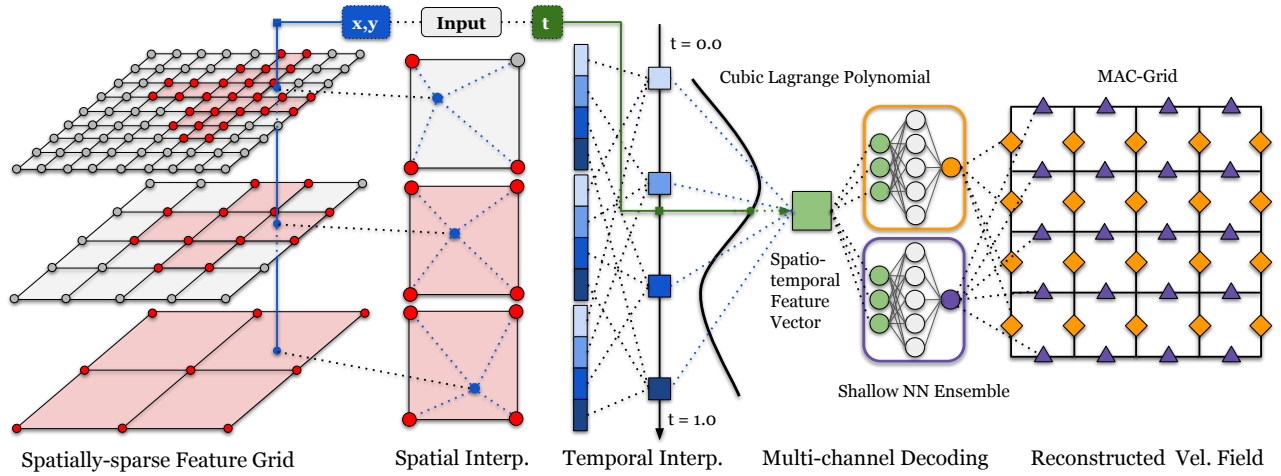 x,y
Input
t
t = 0.0
Cubic Lagrange Polynomial
MAC-Grid
Spatio-
temporal
Feature
Vector
Shallow NN Ensemble
t = 1.0
Spatially-sparse Feature Grid
Spatial Interp.
Temporal Interp.
Multi-channel Decoding
Reconstructed Vel. Field